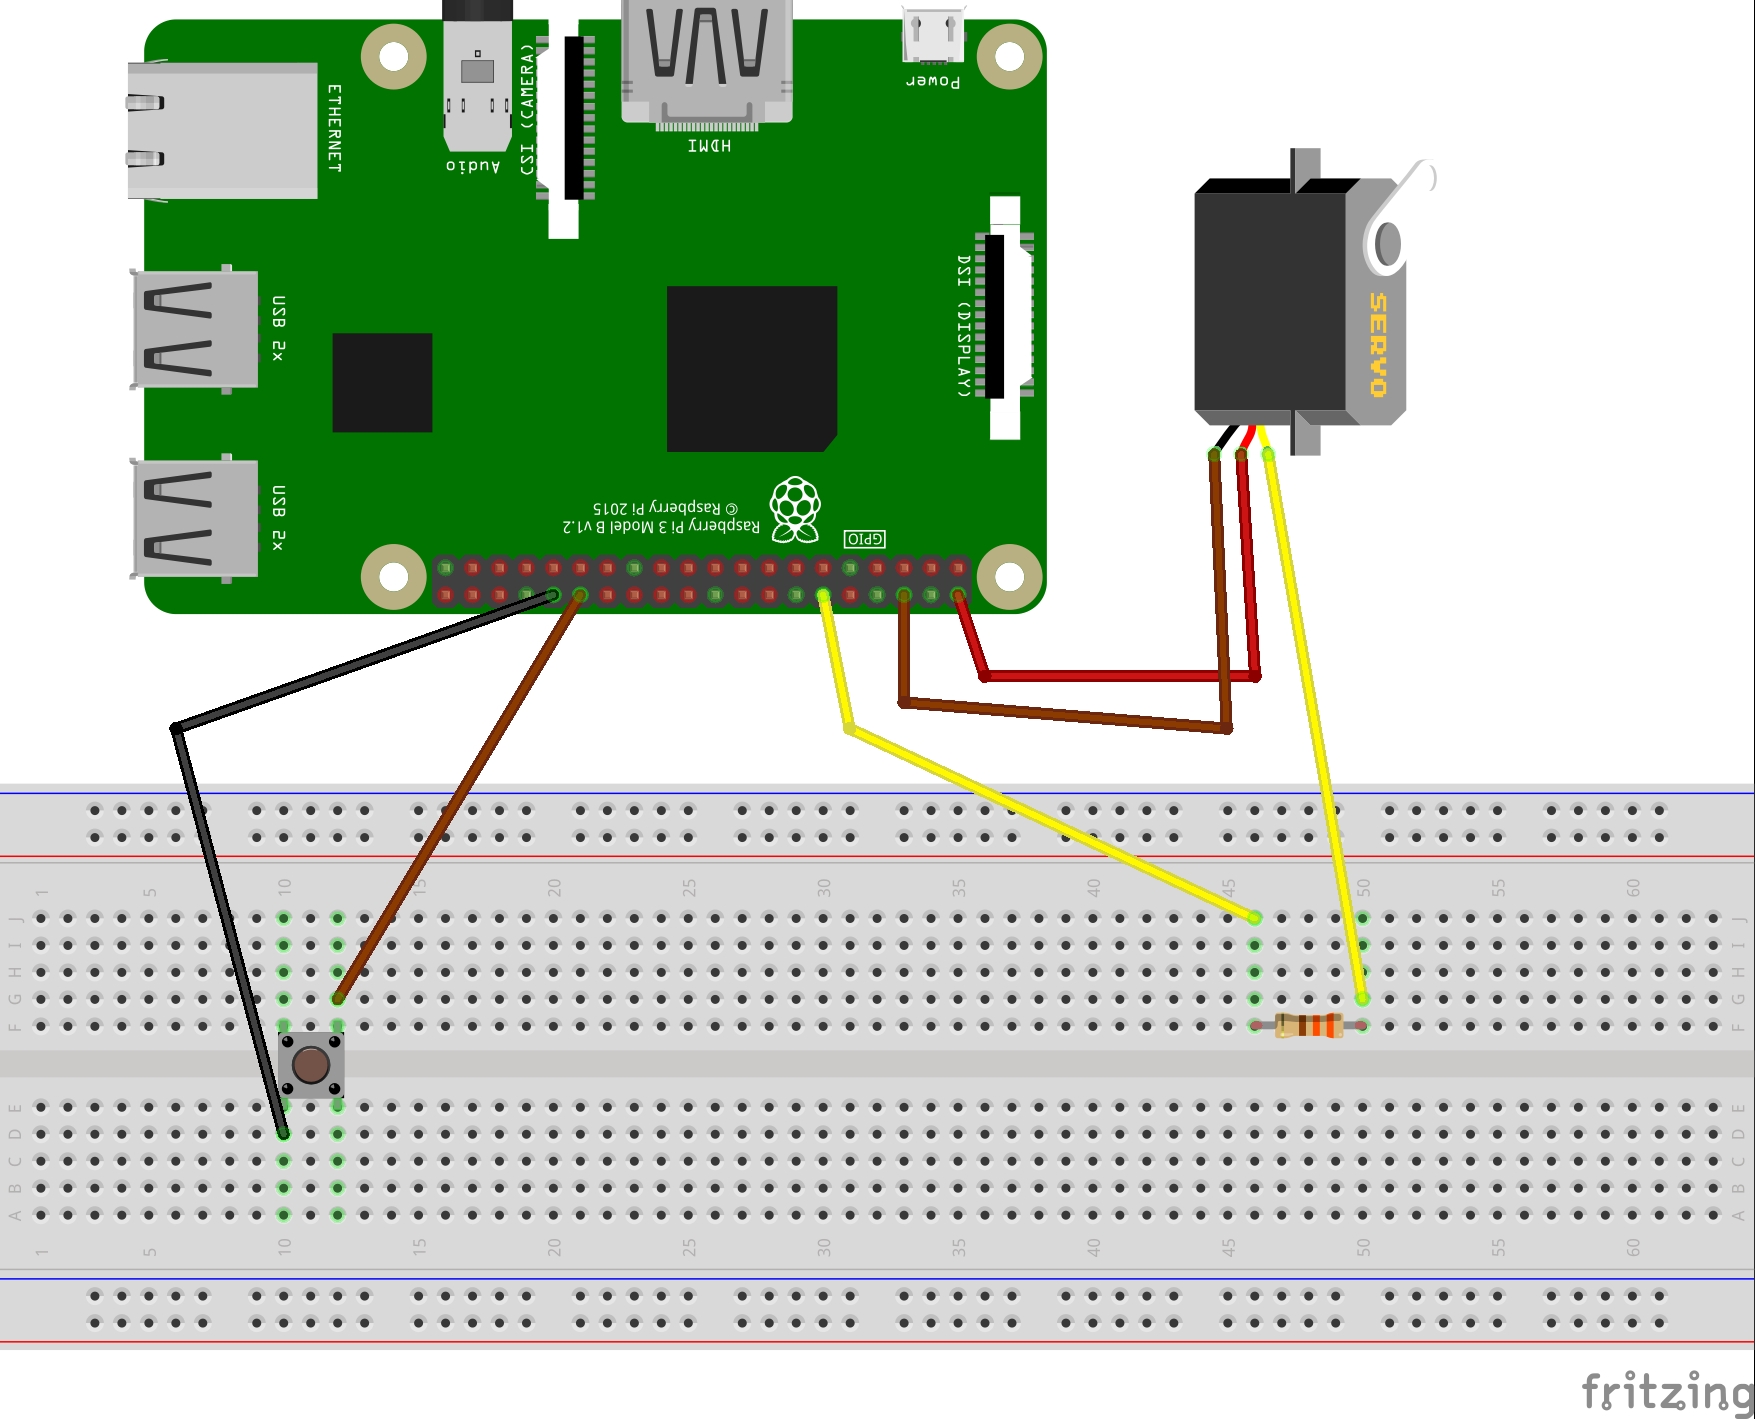 Power
ETHERNET
CSI (CAMERA)
HDMI
Audio
DSI (DISPLAY)
USB 2x
SERVO
USB 2x
Raspberry Pi 3 Model B v1.2
© Raspberry Pi 2015
GPIO
1 5 10 15 20 25 30 35 40 45 50 55 60
J J
I I
H H
G G
F F
E E
D D
C C
B B
A A
1 5 10 15 20 25 30 35 40 45 50 55 60
fritzing